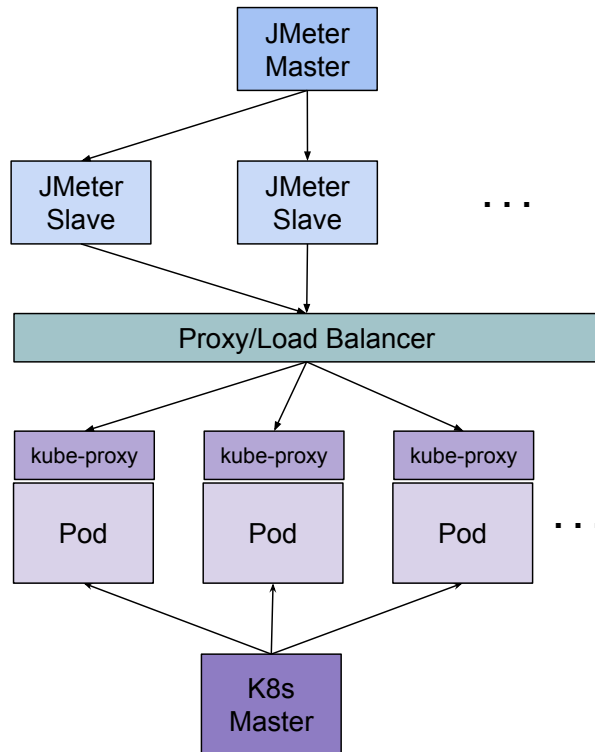 JMeter
Master
JMeter
Slave
JMeter
Slave
. . .
Proxy/Load Balancer
kube-proxy
kube-proxy
kube-proxy
Pod
Pod
Pod
. . .
K8s
Master